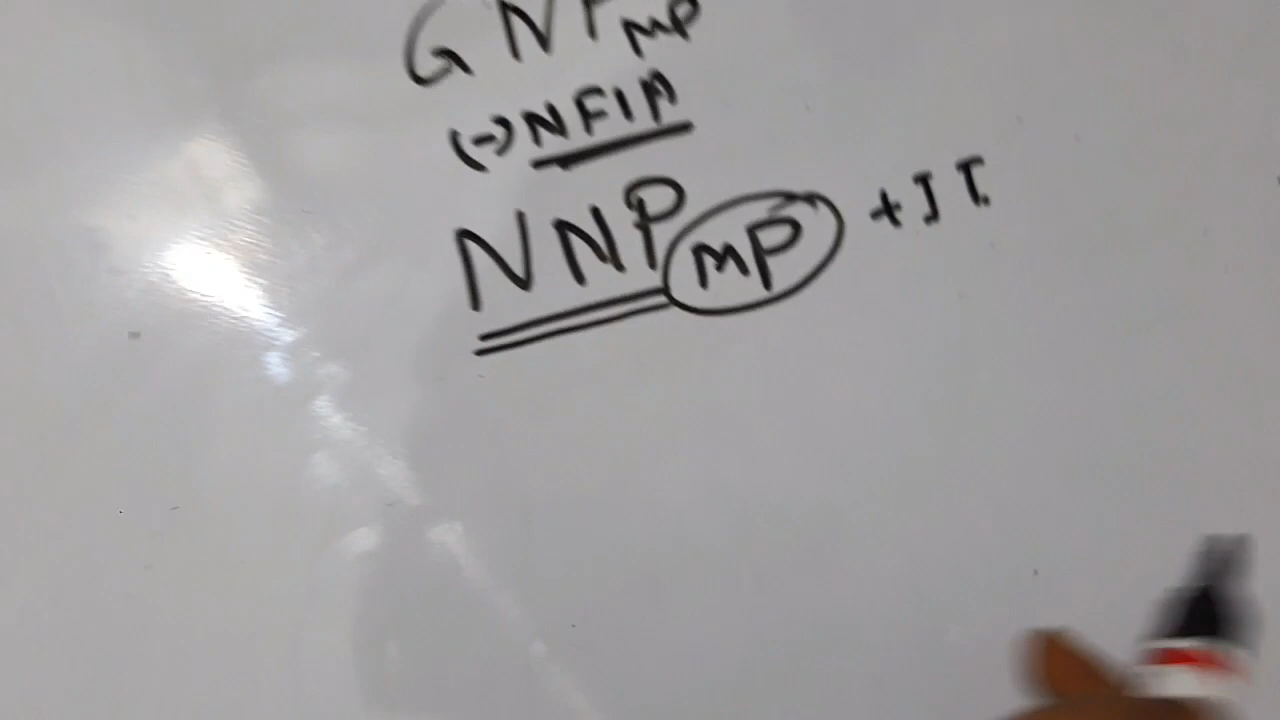 GNP MP
(-) NFIA
NNP MP + I T.